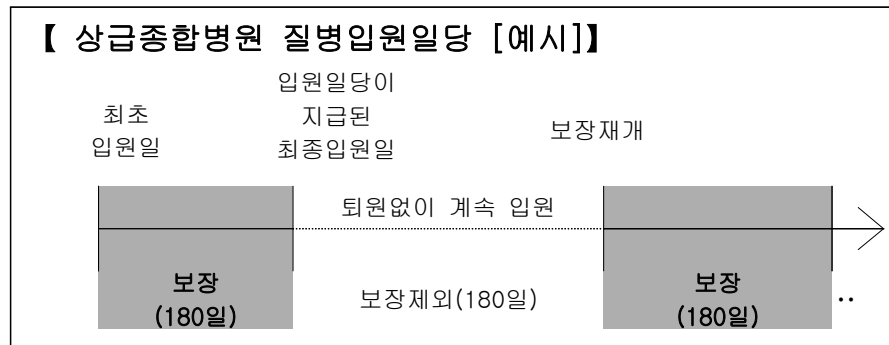 【 상급종합병원 질병입원일당 [예시]】
최초
입원일
입원일당이
지급된
최종입원일
보장재개
퇴원없이 계속 입원
보장
(180일)
보장제외(180일)
보장
(180일)
··